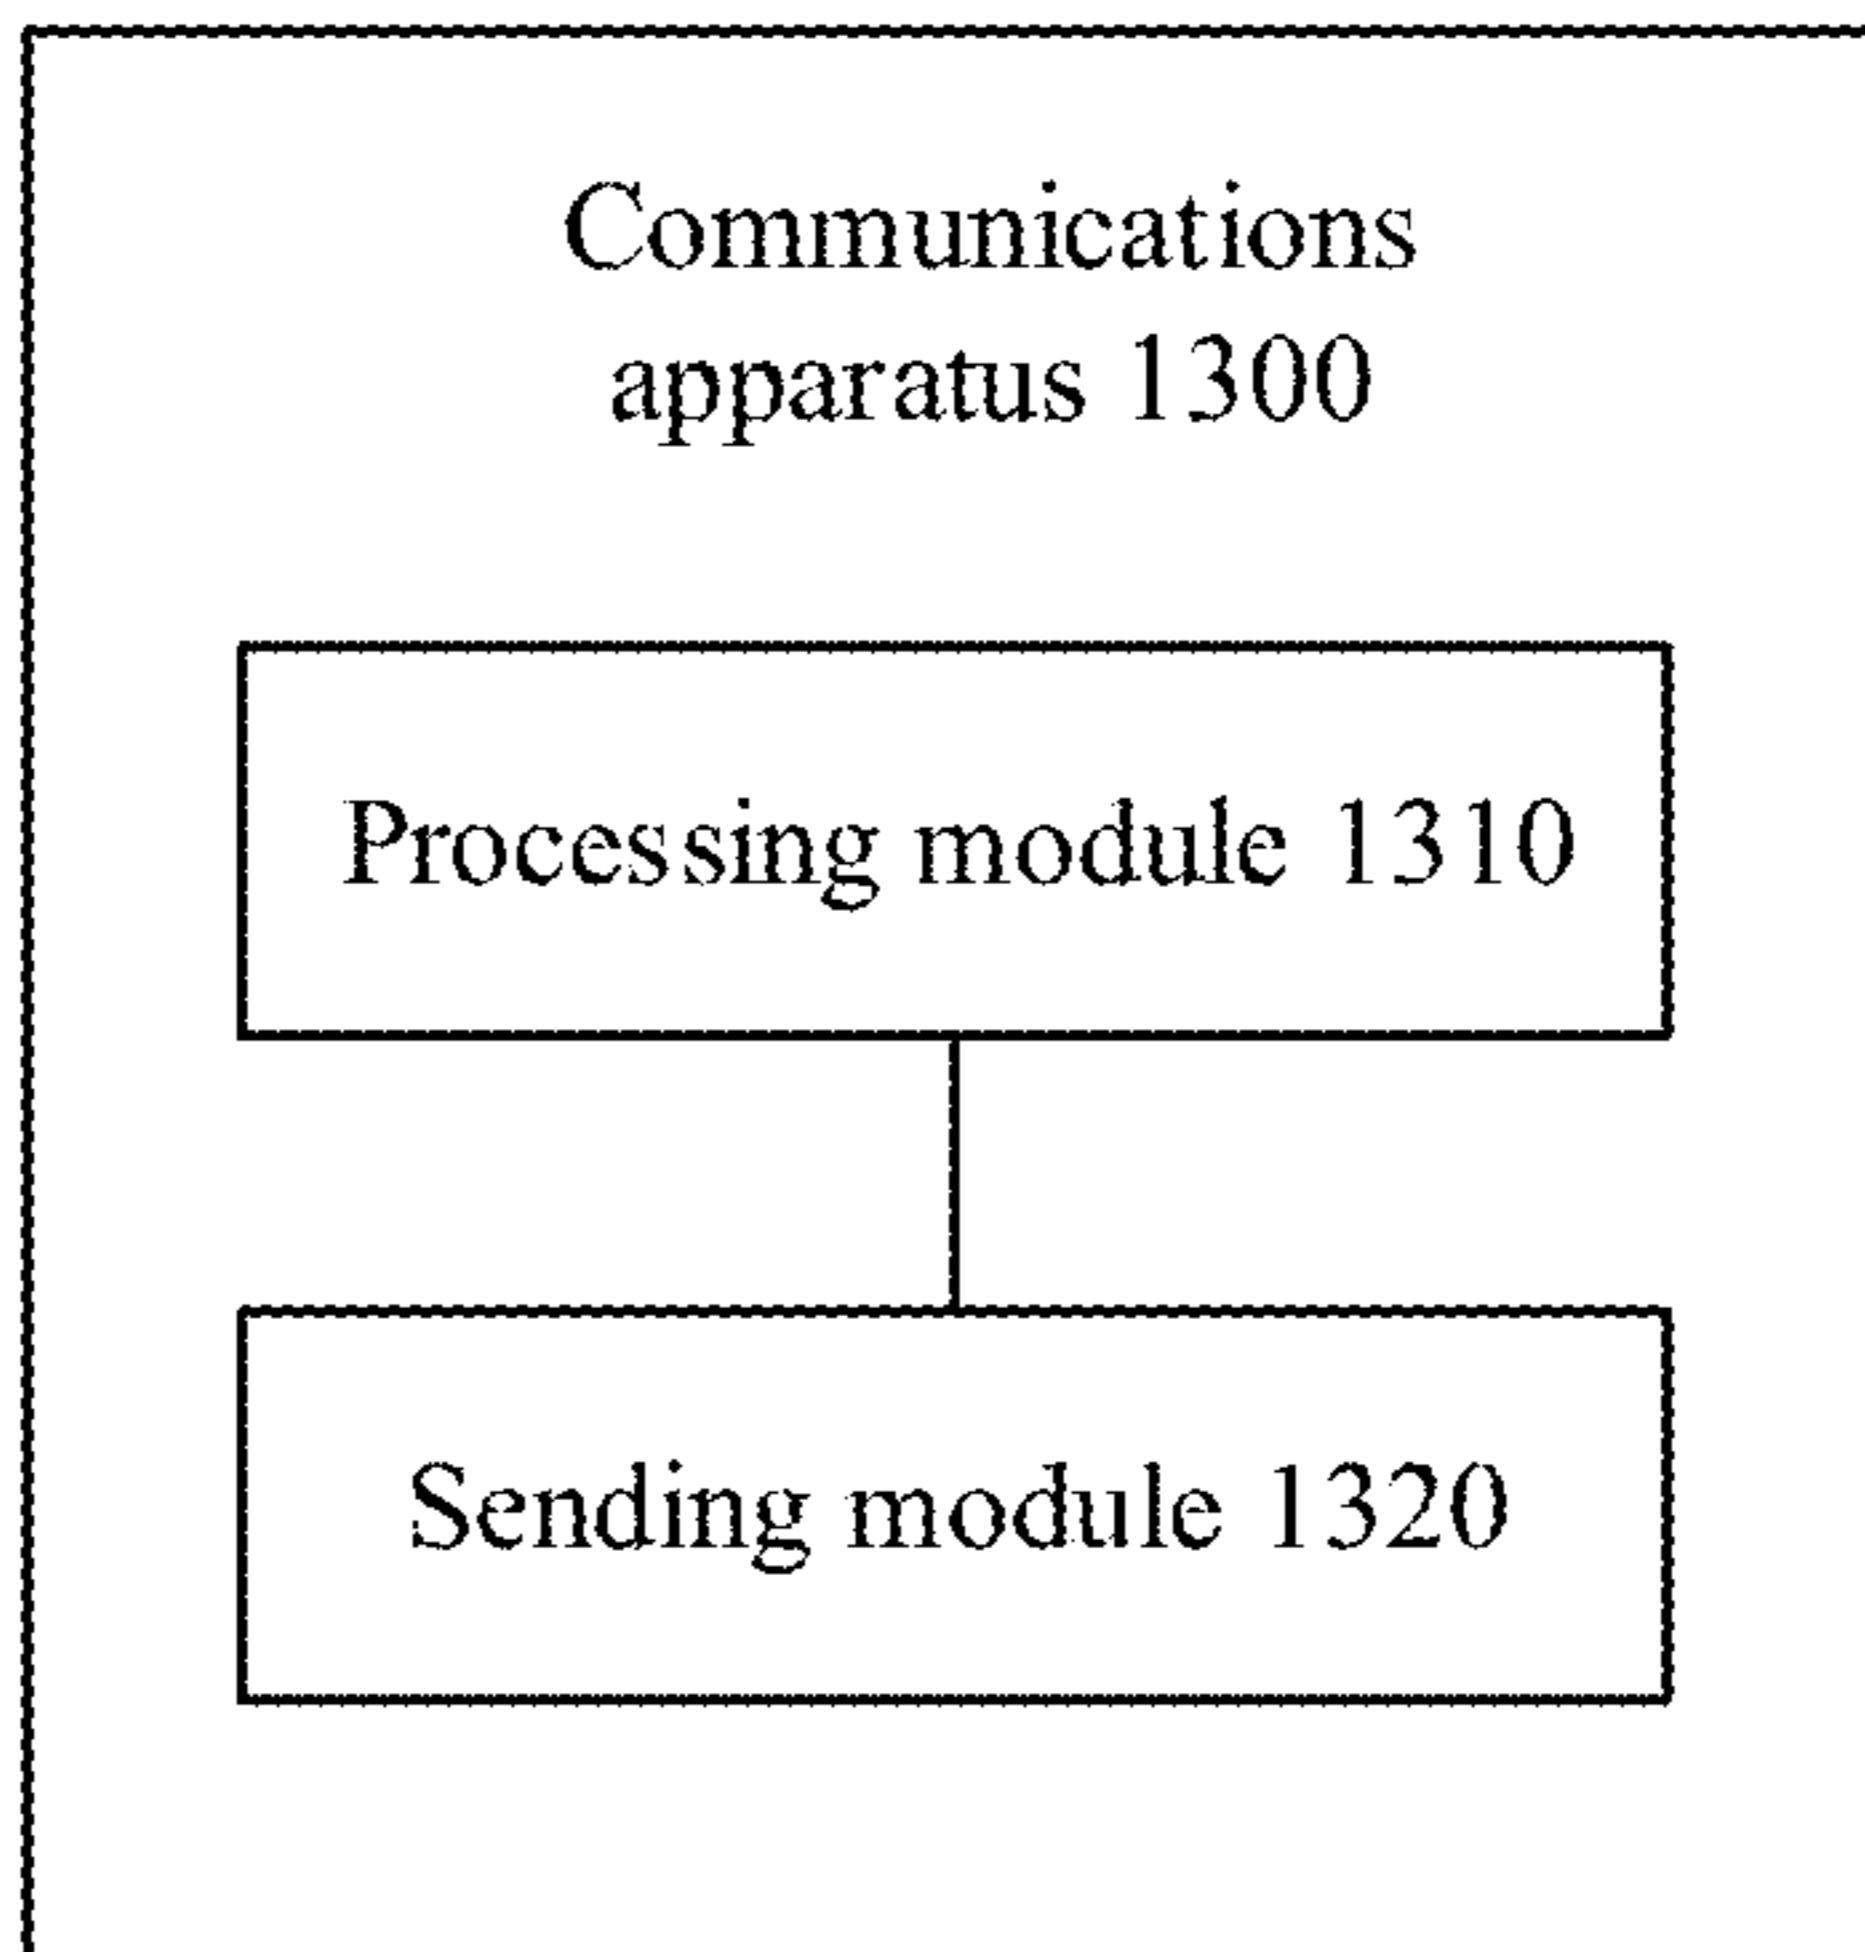 Communications
apparatus 1300
Processing module 1310
Sending module 1320